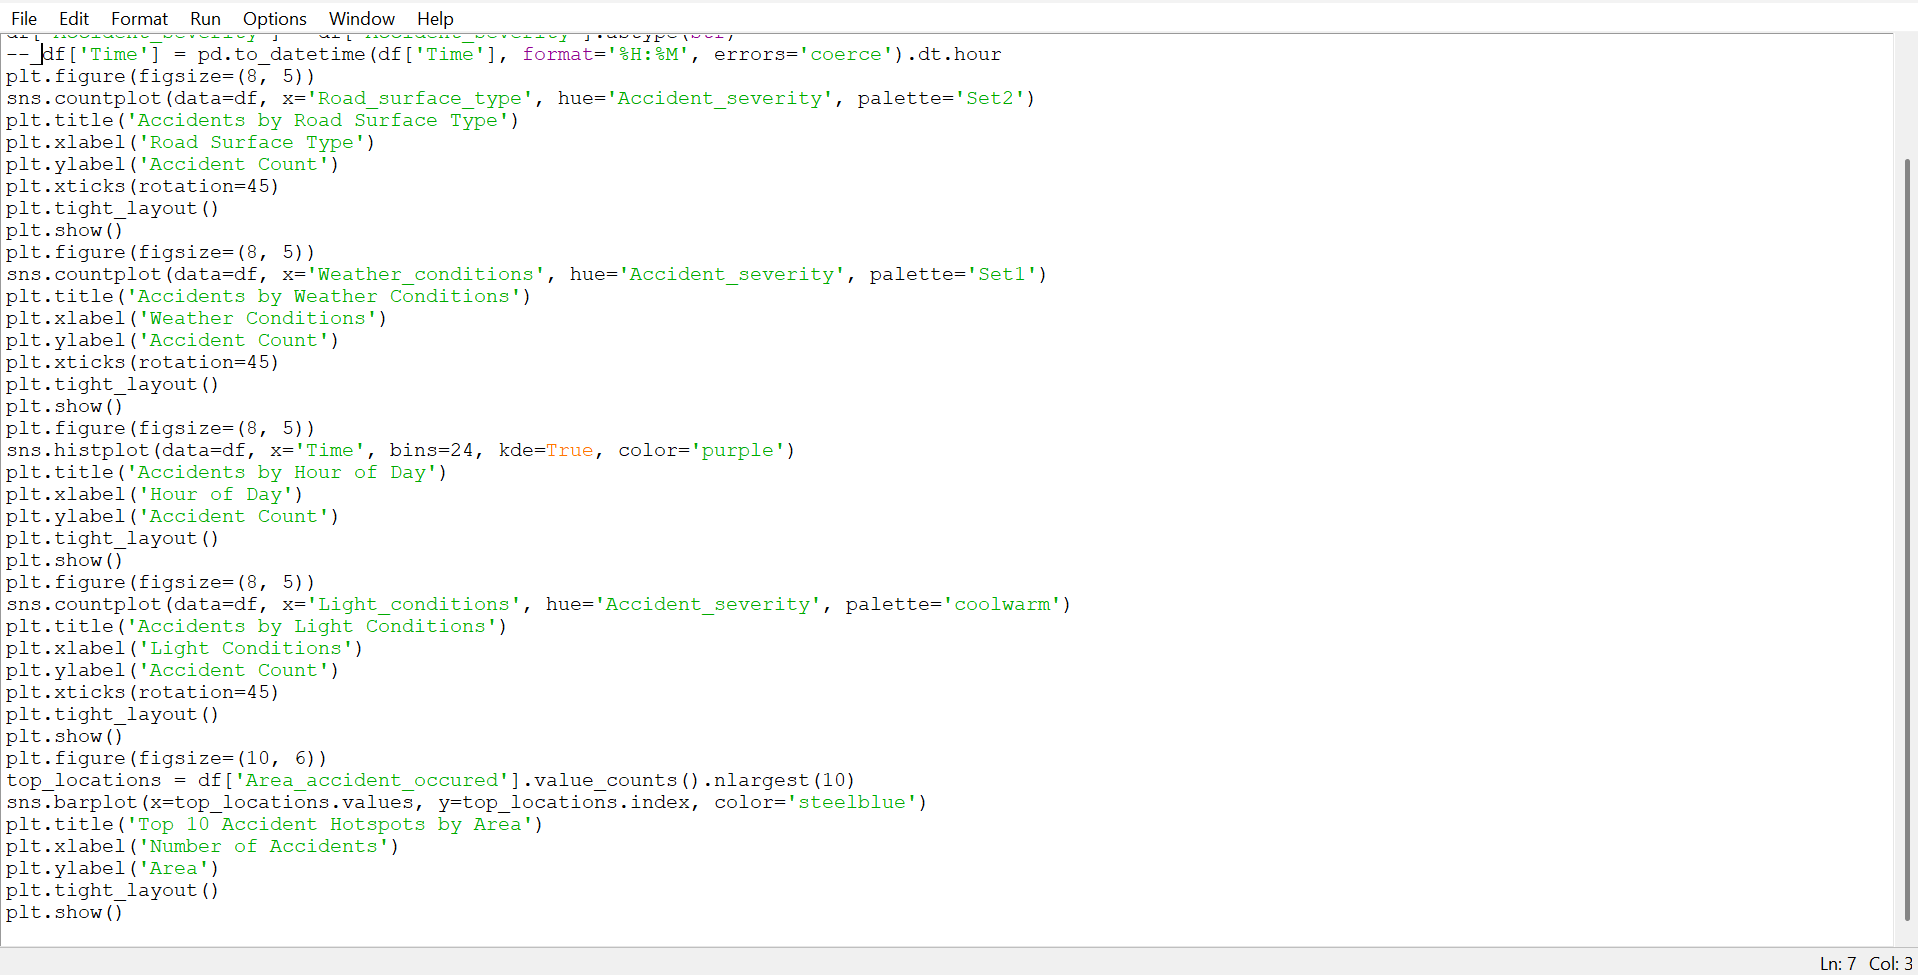 File Edit Format Run Options Window Help
df['Accident_severity'] = df['Accident_severity'].astype(str)
--_df['Time'] = pd.to_datetime(df['Time'], format='%H:%M', errors='coerce').dt.hour
plt.figure(figsize=(8, 5))
sns.countplot(data=df, x='Road_surface_type', hue='Accident_severity', palette='Set2')
plt.title('Accidents by Road Surface Type')
plt.xlabel('Road Surface Type')
plt.ylabel('Accident Count')
plt.xticks(rotation=45)
plt.tight_layout()
plt.show()
plt.figure(figsize=(8, 5))
sns.countplot(data=df, x='Weather_conditions', hue='Accident_severity', palette='Set1')
plt.title('Accidents by Weather Conditions')
plt.xlabel('Weather Conditions')
plt.ylabel('Accident Count')
plt.xticks(rotation=45)
plt.tight_layout()
plt.show()
plt.figure(figsize=(8, 5))
sns.histplot(data=df, x='Time', bins=24, kde=True, color='purple')
plt.title('Accidents by Hour of Day')
plt.xlabel('Hour of Day')
plt.ylabel('Accident Count')
plt.tight_layout()
plt.show()
plt.figure(figsize=(8, 5))
sns.countplot(data=df, x='Light_conditions', hue='Accident_severity', palette='coolwarm')
plt.title('Accidents by Light Conditions')
plt.xlabel('Light Conditions')
plt.ylabel('Accident Count')
plt.xticks(rotation=45)
plt.tight_layout()
plt.show()
plt.figure(figsize=(10, 6))
top_locations = df['Area_accident_occured'].value_counts().nlargest(10)
sns.barplot(x=top_locations.values, y=top_locations.index, color='steelblue')
plt.title('Top 10 Accident Hotspots by Area')
plt.xlabel('Number of Accidents')
plt.ylabel('Area')
plt.tight_layout()
plt.show()
Ln: 7 Col: 3